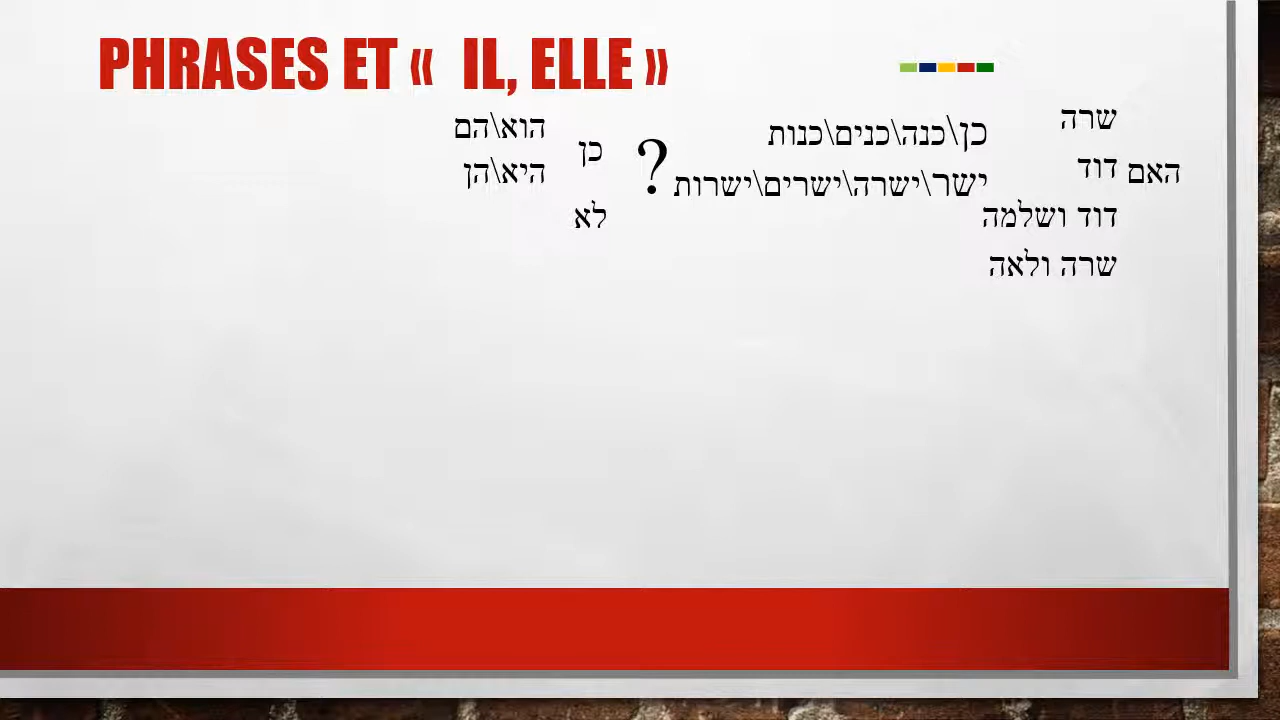 PHRASES ET «  IL, ELLE »
האם
שרה
דוד
דוד ושלמה
שרה ולאה
כן\כנה\כנים\כנות
ישר\ישרה\ישרים\ישרות
?
כן
לא
הוא\הם
היא\הן